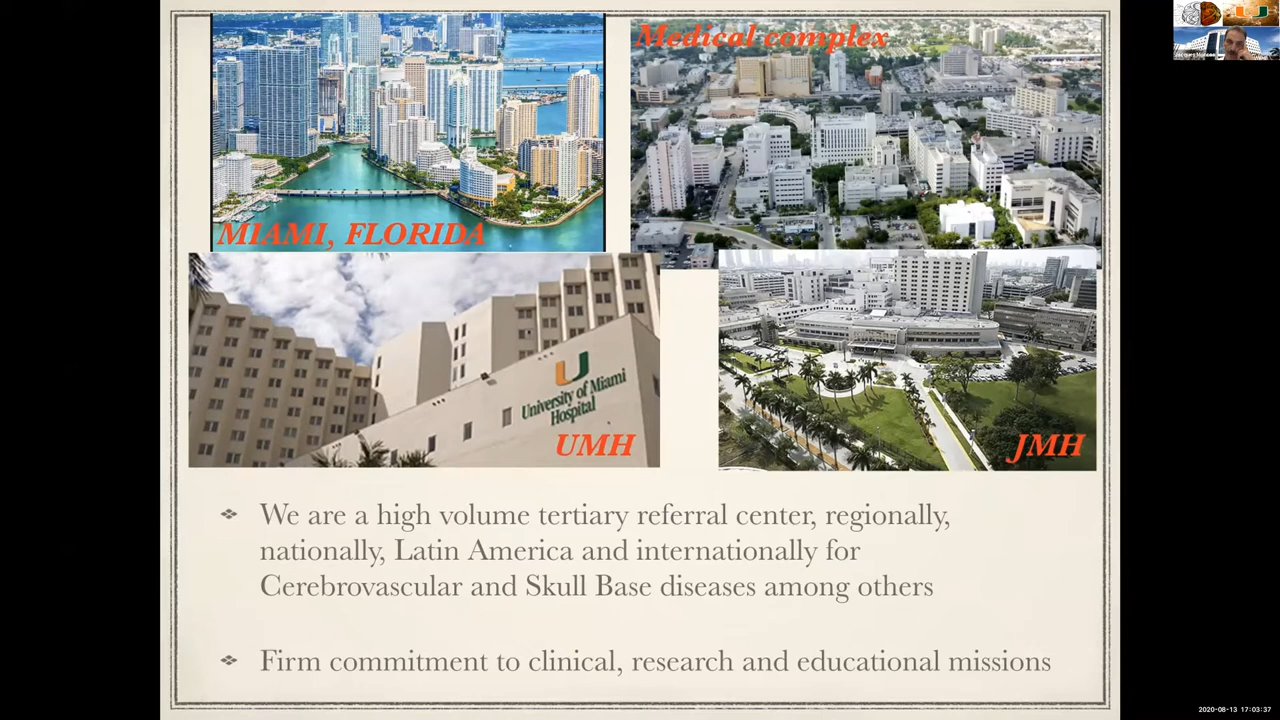 Medical complex
MIAMI, FLORIDA
University of Miami
Hospital
UMH
JMH
We are a high volume tertiary referral center, regionally,
nationally, Latin America and internationally for
Cerebrovascular and Skull Base diseases among others
Firm commitment to clinical, research and educational missions
2020-08-13 17:03:37